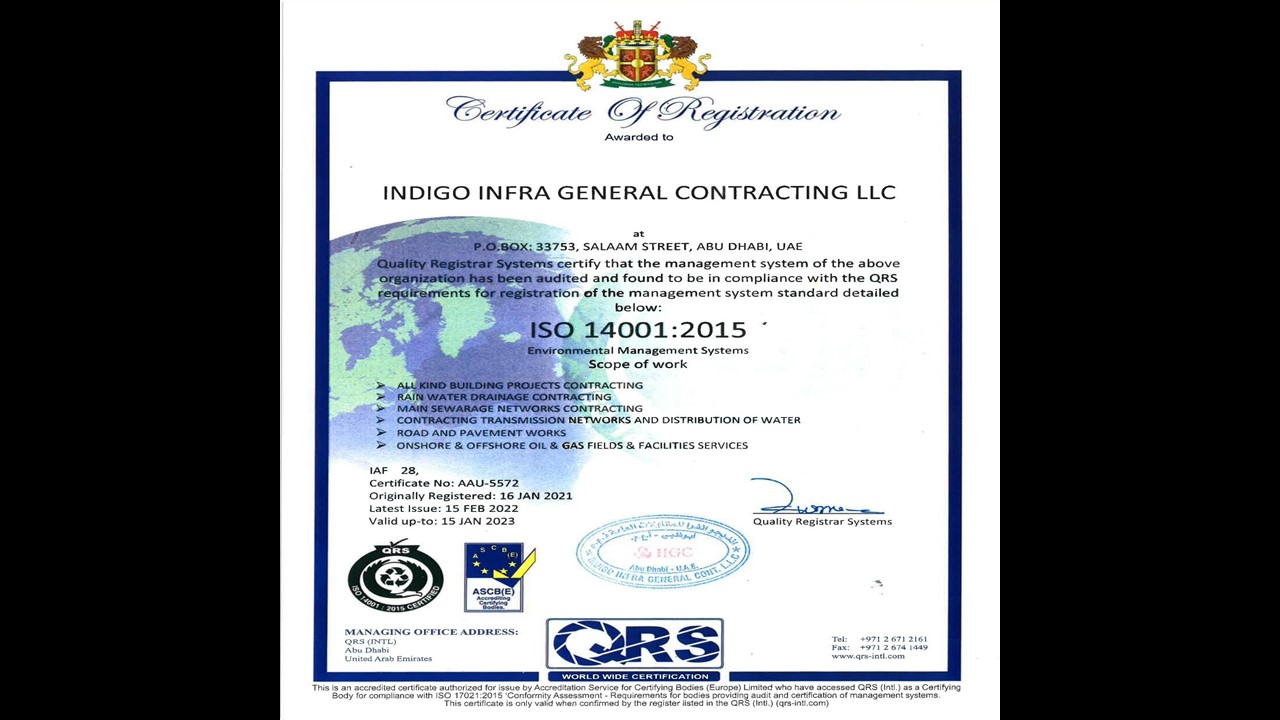 Certificate Of Registration
Awarded to
INDIGO INFRA GENERAL CONTRACTING LLC
at
P.O.BOX: 33753, SALAAM STREET, ABU DHABI, UAE
Quality Registrar Systems certify that the management system of the above
organization has been audited and found to be in compliance with the QRS
requirements for registration of the management system standard detailed
below:
ISO 14001:2015
Environmental Management Systems
Scope of work
➢ ALL KIND BUILDING PROJECTS CONTRACTING
➢ RAIN WATER DRAINAGE CONTRACTING
➢ MAIN SEWARAGE NETWORKS CONTRACTING
➢ CONTRACTING TRANSMISSION NETWORKS AND DISTRIBUTION OF WATER
➢ ROAD AND PAVEMENT WORKS
➢ ONSHORE & OFFSHORE OIL & GAS FIELDS & FACILITIES SERVICES
IAF 28,
Certificate No: AAU-5572
Originally Registered: 16 JAN 2021
Latest Issue: 15 FEB 2022
Valid up-to: 15 JAN 2023
Quality Registrar Systems
QRS
ISO 14001 : 2015 CERTIFIED
ASCB(E)
ASCB(E)
Accrediting
Certifying
Bodies.
IIGC
Abu Dhabi - U.A.E.
INDIGO INFRA GENERAL CONT. L.L.C
MANAGING OFFICE ADDRESS:
QRS (INTL)
Abu Dhabi
United Arab Emirates
QRS
WORLD WIDE CERTIFICATION
Tel: +971 2 671 2161
Fax: +971 2 674 1449
www.qrs-intl.com
This is an accredited certificate authorized for issue by Accreditation Service for Certifying Bodies (Europe) Limited who have accessed QRS (Intl.) as a Certifying
Body for compliance with ISO 17021:2015 'Conformity Assessment - Requirements for bodies providing audit and certification of management systems.
This certificate is only valid when confirmed by the register listed in the QRS (Intl.) (qrs-intl.com)